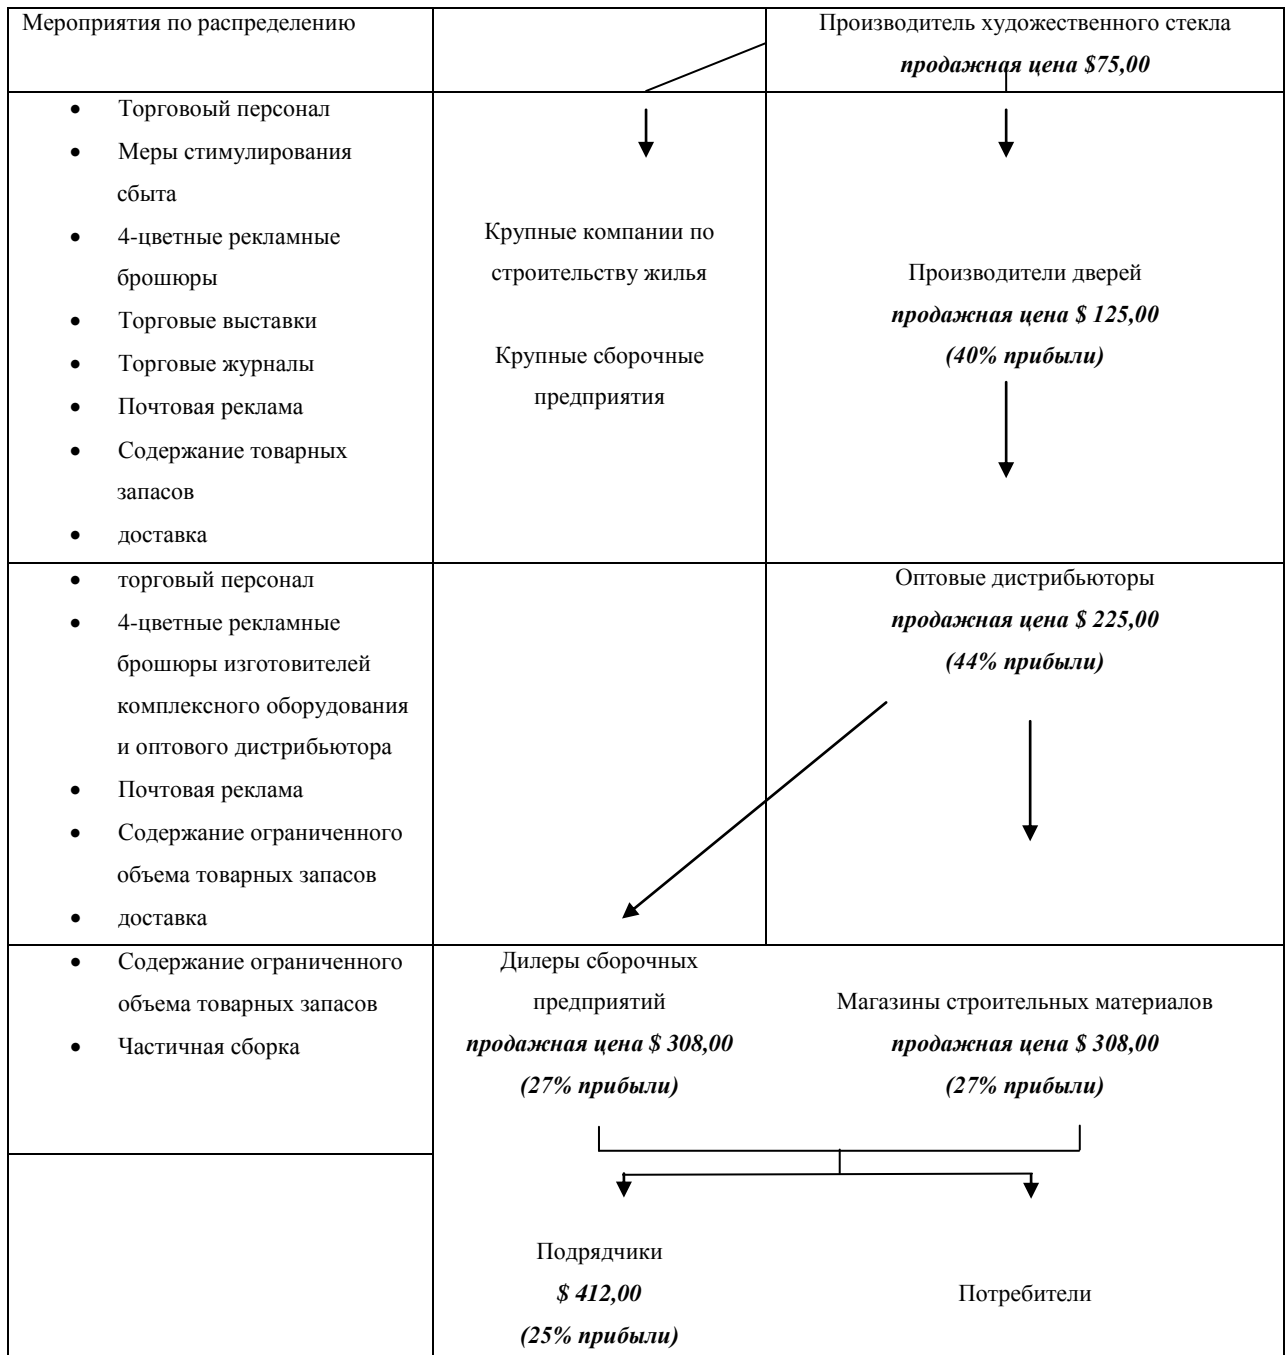 Мероприятия по распределению
Производитель художественного стекла
продажная цена $75,00
• Торговоый персонал
• Меры стимулирования
сбыта
• 4-цветные рекламные
брошюры
• Торговые выставки
• Торговые журналы
• Почтовая реклама
• Содержание товарных
запасов
• доставка
Крупные компании по
строительству жилья
Крупные сборочные
предприятия
Производители дверей
продажная цена $ 125,00
(40% прибыли)
• торговый персонал
• 4-цветные рекламные
брошюры изготовителей
комплексного оборудования
и оптового дистрибьютора
• Почтовая реклама
• Содержание ограниченного
объема товарных запасов
• доставка
Оптовые дистрибьюторы
продажная цена $ 225,00
(44% прибыли)
• Содержание ограниченного
объема товарных запасов
• Частичная сборка
Дилеры сборочных
предприятий
продажная цена $ 308,00
(27% прибыли)
Магазины строительных материалов
продажная цена $ 308,00
(27% прибыли)
Подрядчики
$ 412,00
(25% прибыли)
Потребители